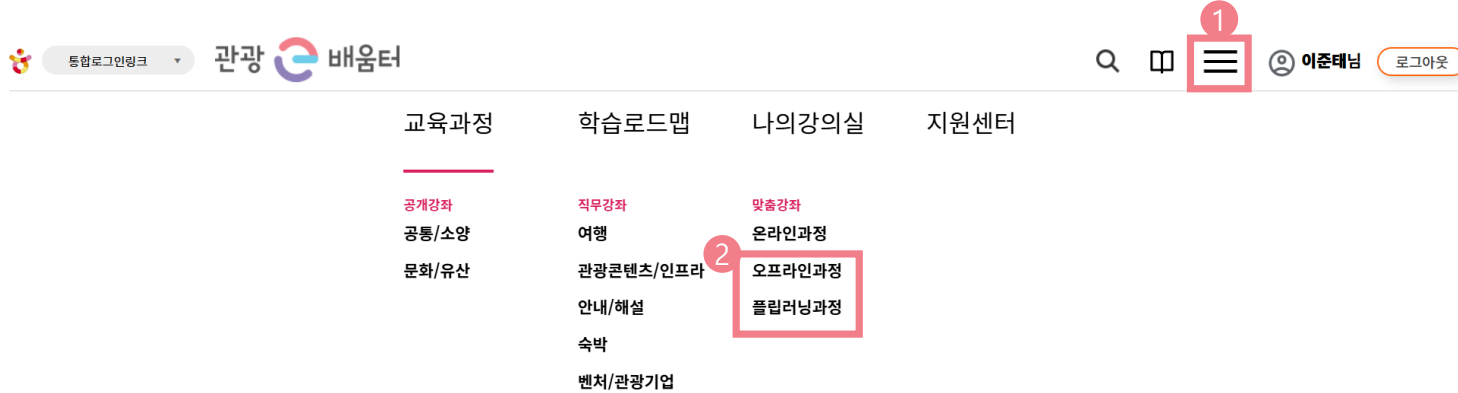 1
통합로그인링크 ▼ 관광 e 배움터 이준태님 로그아웃
교육과정 학습로드맵 나의강의실 지원센터
공개강좌 직무강좌 맞춤강좌
공통/소양 여행 온라인과정
2
문화/유산 관광콘텐츠/인프라 오프라인과정
안내/해설 플립러닝과정
숙박
벤처/관광기업